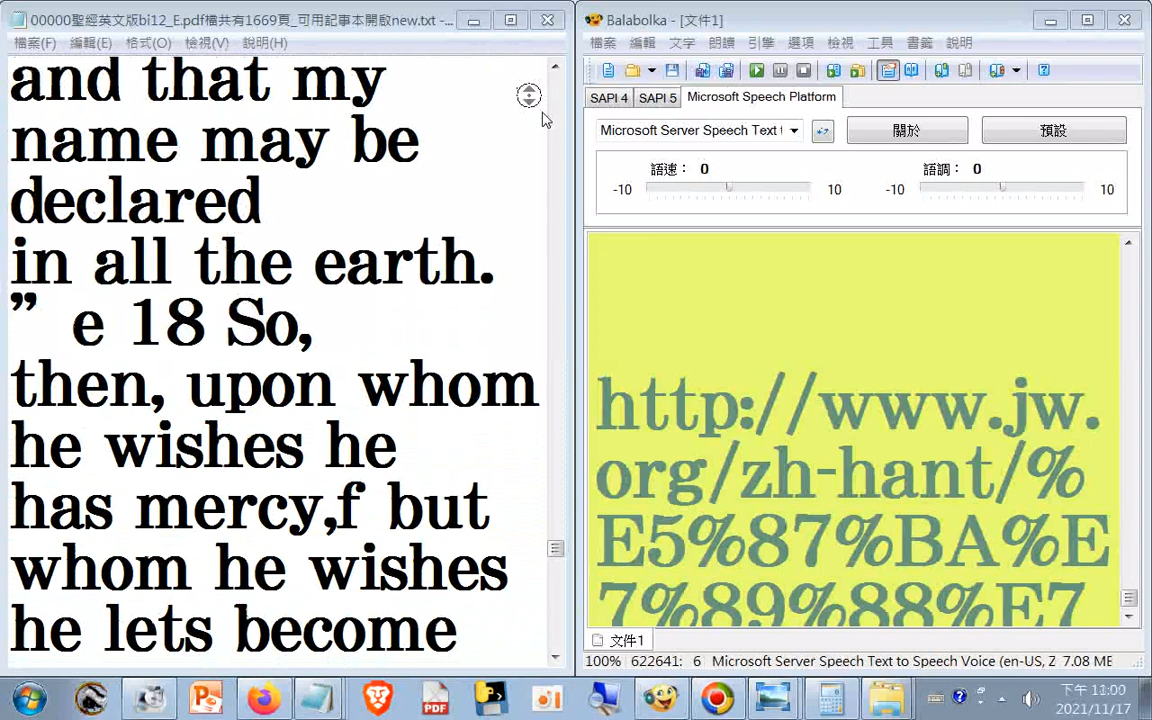 00000聖經英文版bi12_E.pdf檔共有1669頁_可用記事本開啟new.txt -...
檔案(F) 編輯(E) 格式(O) 檢視(V) 說明(H)
and that my
name may be
declared
in all the earth.
” e 18 So,
then, upon whom
he wishes he
has mercy,f but
whom he wishes
he lets become
Balabolka - [文件1]
檔案 編輯 文字 朗讀 引擎 選項 檢視 工具 書籤 說明
SAPI 4 SAPI 5 Microsoft Speech Platform
Microsoft Server Speech Text t 關於 預設
語速： 0 語調： 0
-10 10 -10 10
http://www.jw.
org/zh-hant/%
E5%87%BA%E
7%89%88%E7
文件1
100% 622641: 6 Microsoft Server Speech Text to Speech Voice (en-US, Z 7.08 ME
PDF
下午 11:00
2021/11/17